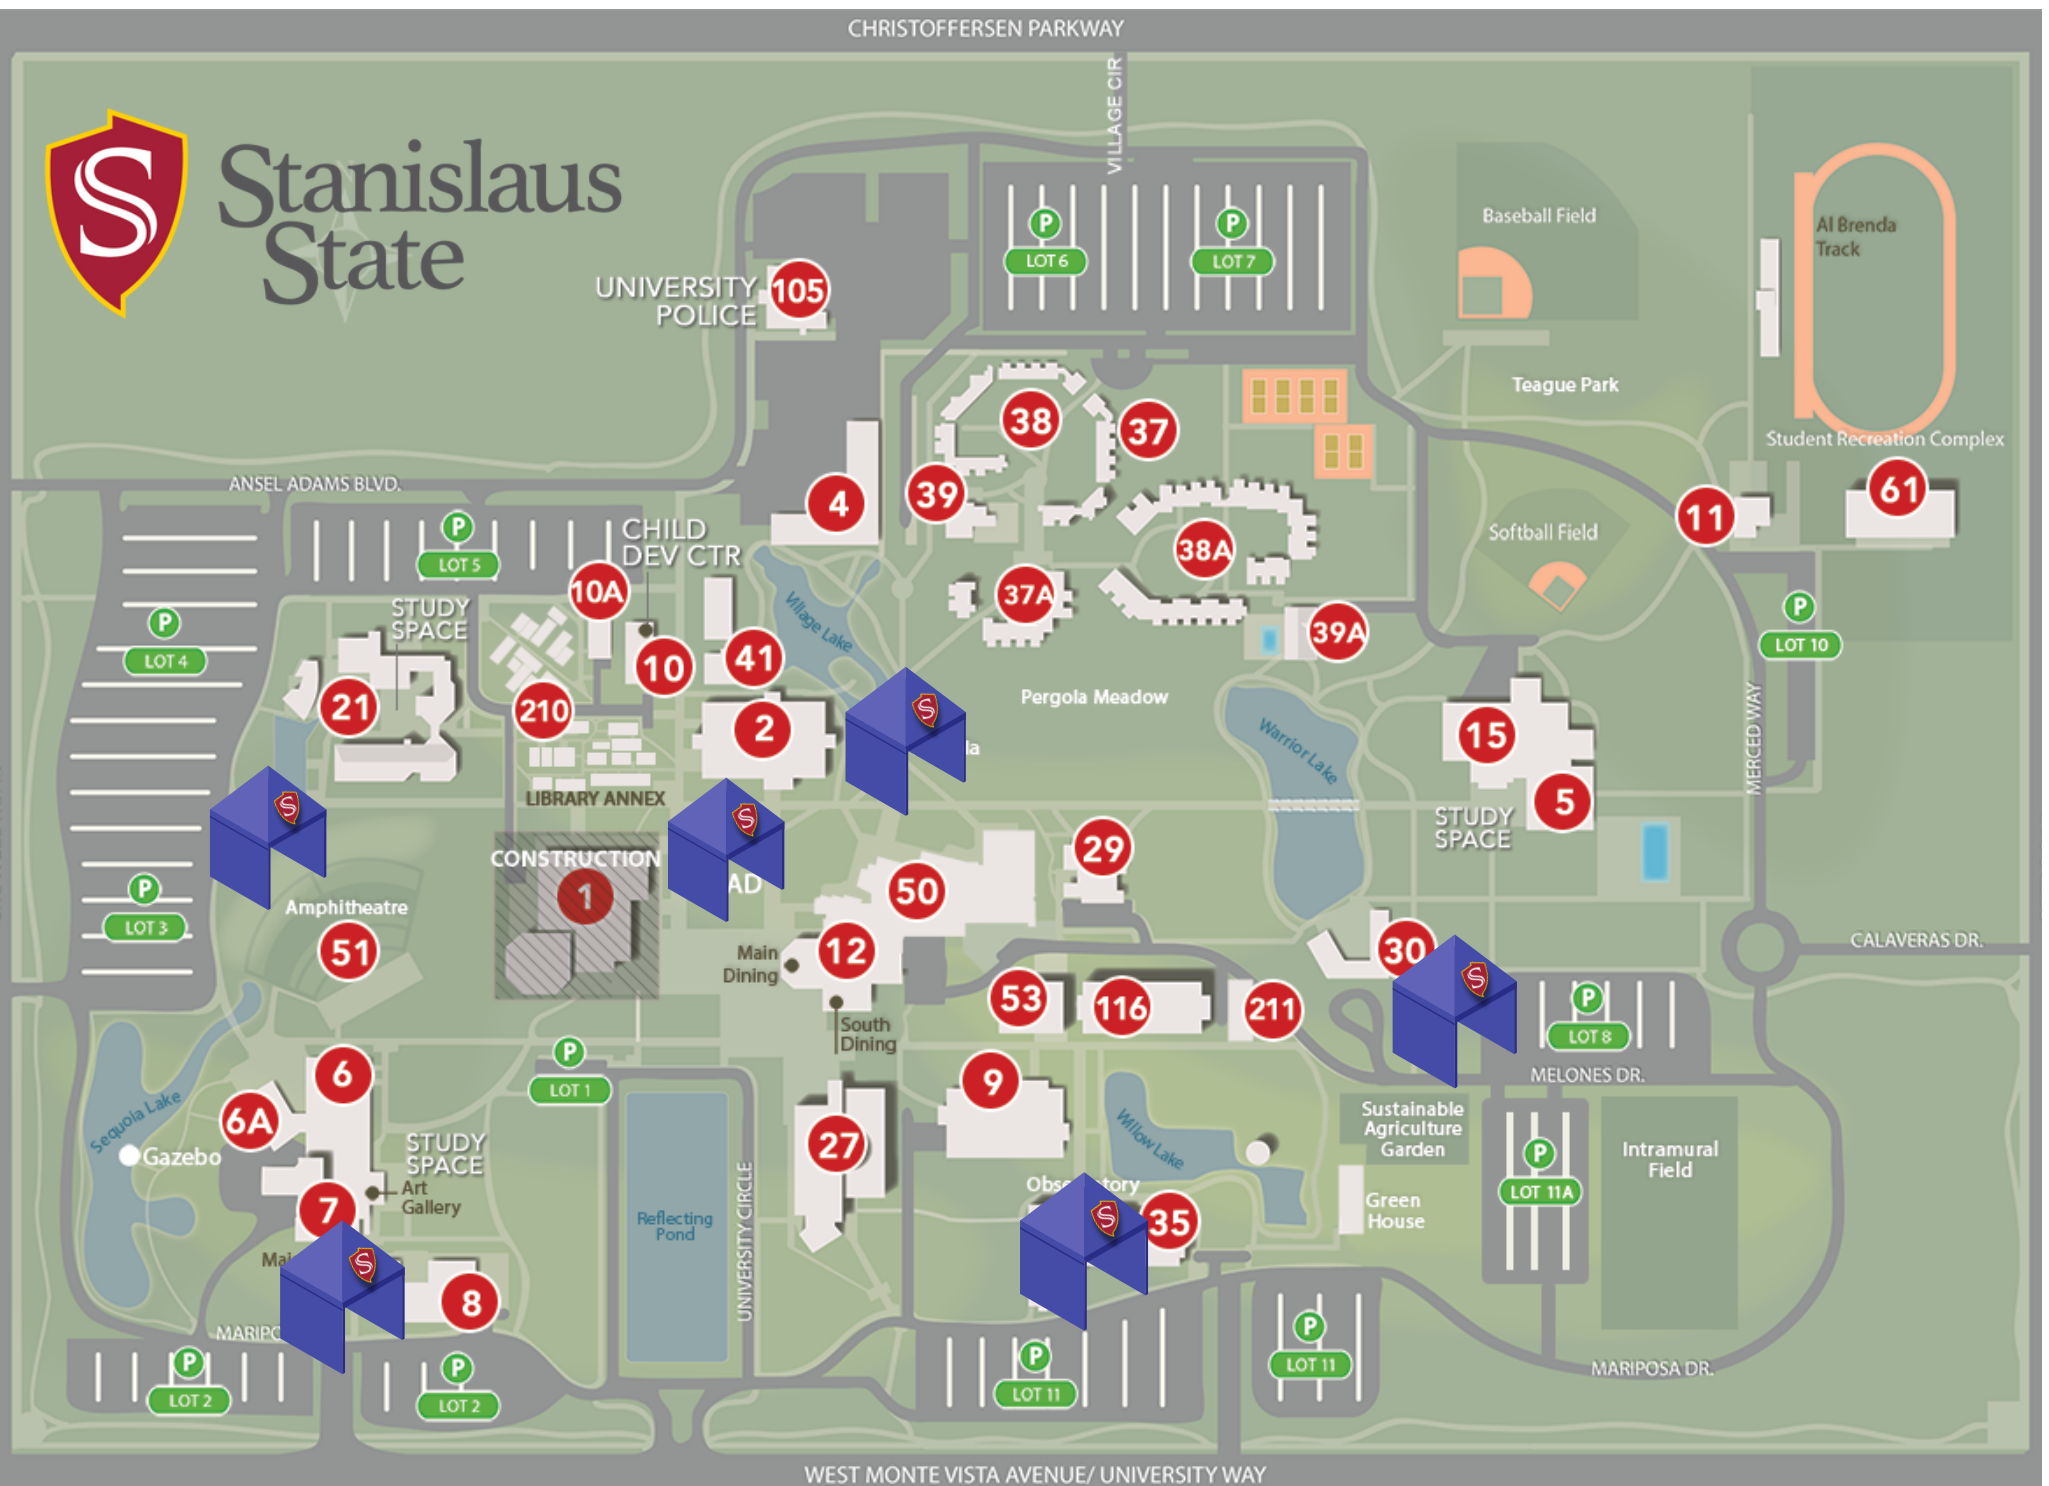 CHRISTOFFERSEN PARKWAY
VILLAGE CIR
S
Stanislaus
State
Baseball Field
Al Brenda
Track
P
LOT 6
P
LOT 7
UNIVERSITY
POLICE
105
Teague Park
38
37
Student Recreation Complex
ANSEL ADAMS BLVD.
4
39
61
11
P
LOT 5
CHILD
DEV CTR
Softball Field
38A
10A
37A
P
LOT 4
STUDY
SPACE
Village Lake
39A
P
LOT 10
41
10
21
210
2
Pergola Meadow
S
la
Warrior Lake
15
MERCED WAY
LIBRARY ANNEX
S
S
5
STUDY
SPACE
CONSTRUCTION
1
AD
29
50
P
LOT 3
Amphitheatre
51
Main
Dining
12
30
CALAVERAS DR.
S
53
116
211
P
LOT 8
South
Dining
P
LOT 1
6
MELONES DR.
9
6A
Sequoia Lake
Gazebo
STUDY
SPACE
27
Willow Lake
Sustainable
Agriculture
Garden
P
LOT 11A
Intramural
Field
Art
Gallery
7
UNIVERSITY CIRCLE
Reflecting
Pond
S
35
Green
House
Mai
S
8
MARIPO
P
LOT 2
P
LOT 2
P
LOT 11
P
LOT 11
MARIPOSA DR.
WEST MONTE VISTA AVENUE/ UNIVERSITY WAY